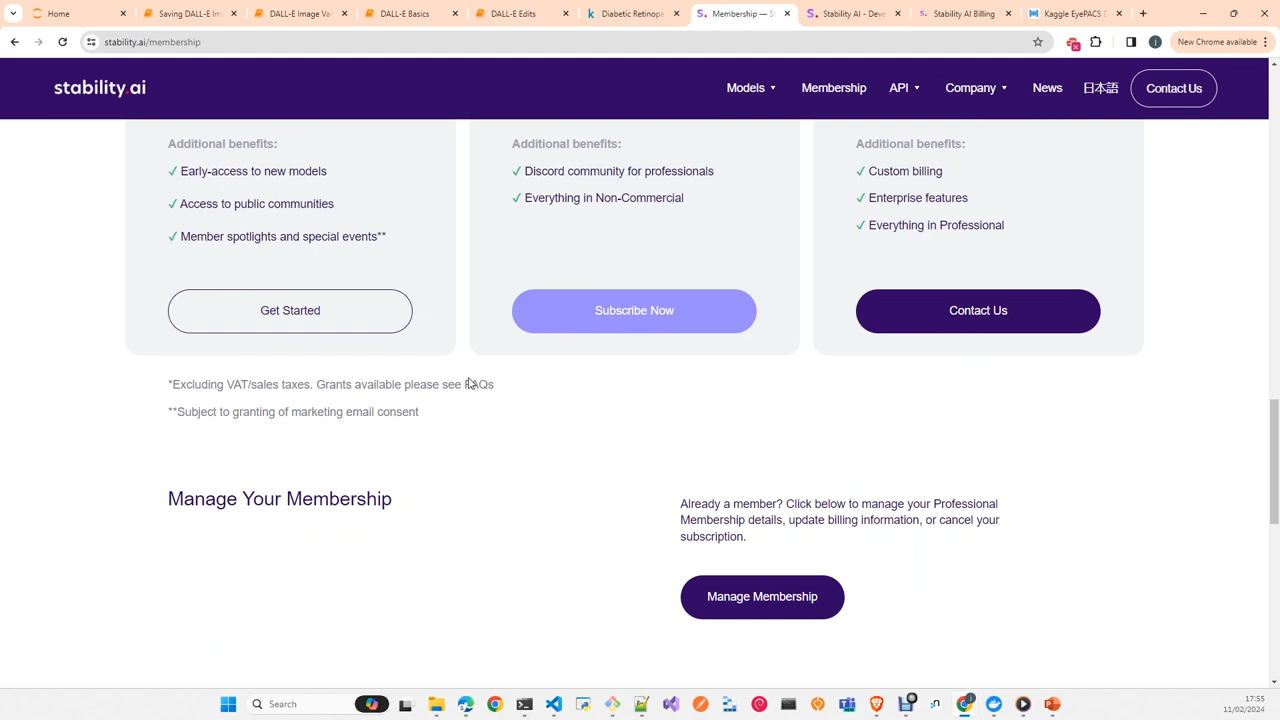 Home
Saving DALL-E Im
DALL-E Image Va
DALL-E Basics
DALL-E Edits
Diabetic Retinop
Membership — St
Stability AI - Deve
Stability AI Billing
Kaggle EyePACS D
stability.ai/membership
New Chrome available
stability.ai
Models
Membership
API
Company
News
日本語
Contact Us
Additional benefits:
✓ Early-access to new models
✓ Access to public communities
✓ Member spotlights and special events**
Get Started
Additional benefits:
✓ Discord community for professionals
✓ Everything in Non-Commercial
Subscribe Now
Additional benefits:
✓ Custom billing
✓ Enterprise features
✓ Everything in Professional
Contact Us
*Excluding VAT/sales taxes. Grants available please see FAQs
**Subject to granting of marketing email consent
Manage Your Membership
Already a member? Click below to manage your Professional
Membership details, update billing information, or cancel your
subscription.
Manage Membership
Search
17:55
11/02/2024